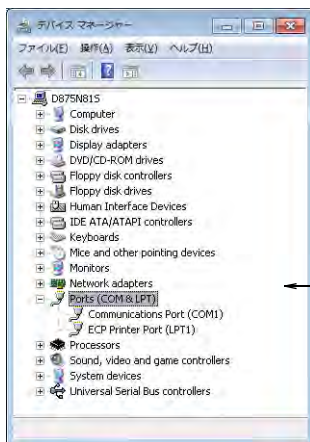 デバイス マネージャー
ファイル(F) 操作(A) 表示(V) ヘルプ(H)
D875N815
Computer
Disk drives
Display adapters
DVD/CD-ROM drives
Floppy disk controllers
Floppy disk drives
Human Interface Devices
IDE ATA/ATAPI controllers
Keyboards
Mice and other pointing devices
Monitors
Network adapters
Ports (COM & LPT)
Communications Port (COM1)
ECP Printer Port (LPT1)
Processors
Sound, video and game controllers
System devices
Universal Serial Bus controllers